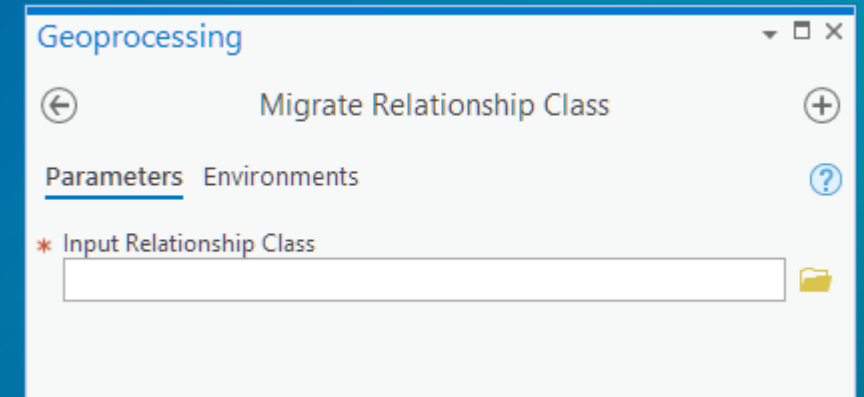 Geoprocessing
Migrate Relationship Class
Parameters Environments
* Input Relationship Class